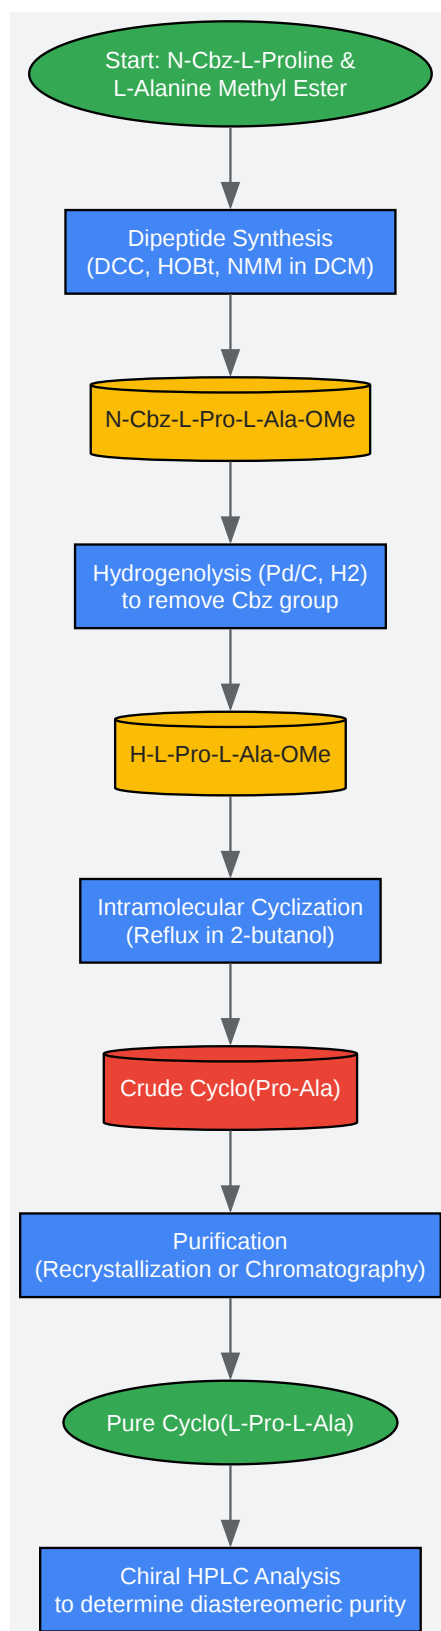 Start: N-Cbz-L-Proline &
L-Alanine Methyl Ester
Dipeptide Synthesis
(DCC, HOBt, NMM in DCM)
N-Cbz-L-Pro-L-Ala-OMe
Hydrogenolysis (Pd/C, H2)
to remove Cbz group
H-L-Pro-L-Ala-OMe
Intramolecular Cyclization
(Reflux in 2-butanol)
Crude Cyclo(Pro-Ala)
Purification
(Recrystallization or Chromatography)
Pure Cyclo(L-Pro-L-Ala)
Chiral HPLC Analysis
to determine diastereomeric purity